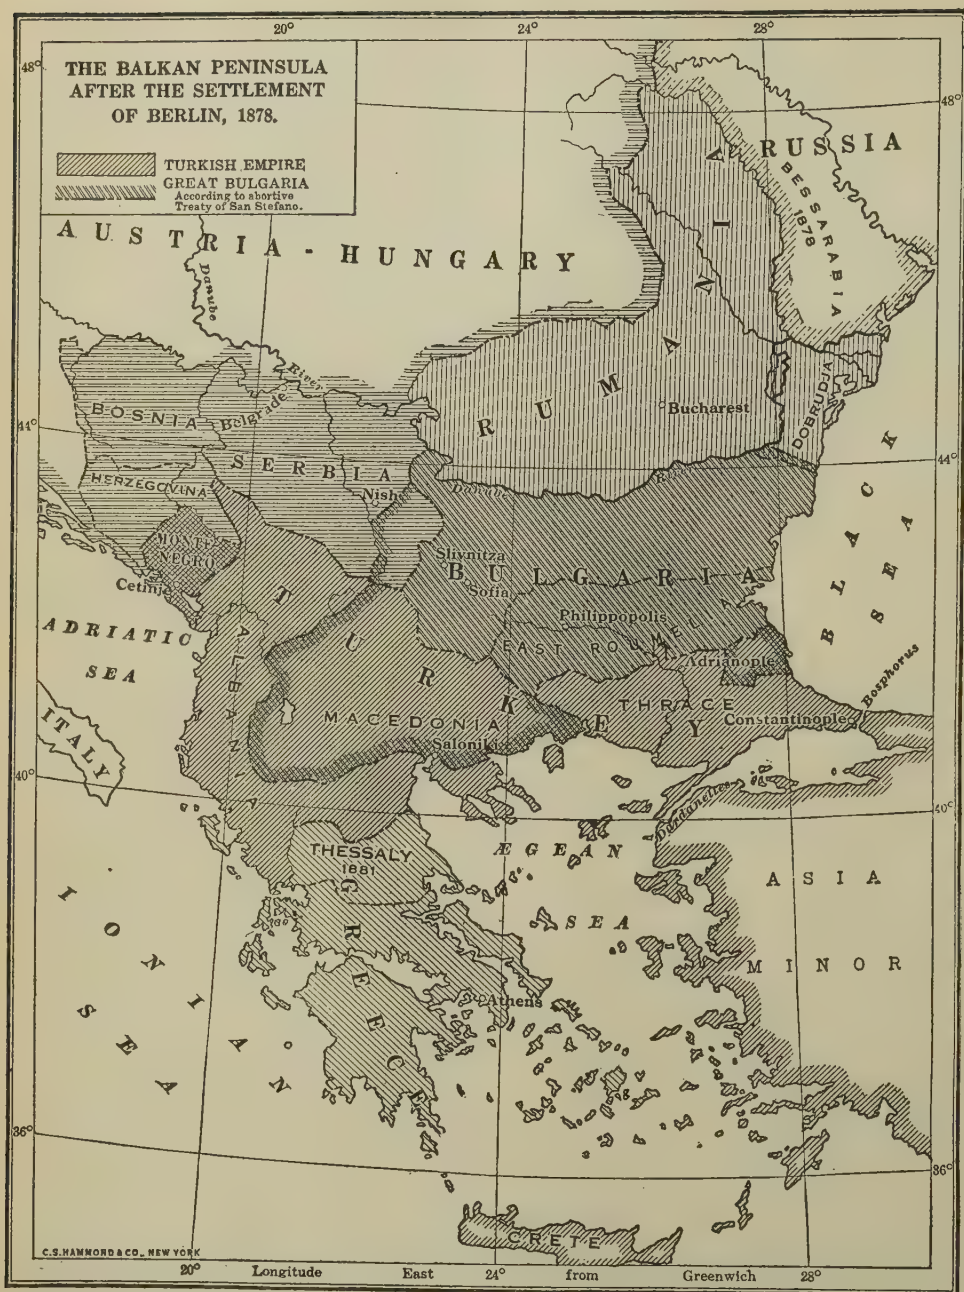 20°
24°
28°
48°
48°
THE BALKAN PENINSULA
AFTER THE SETTLEMENT
OF BERLIN, 1878.
TURKISH EMPIRE
GREAT BULGARIA
According to abortive
Treaty of San Stefano.
RUSSIA
BESSARABIA
1878
AUSTRIA-HUNGARY
Danube
River
RUMANIA
Bucharest
DOBRUDJA
BOSNIA
Belgrade
44°
44°
SERBIA
HERZEGOVINA
Nish
Danube
MONTE-
NEGRO
Cetinje
Slivnitza
BULGARIA
Sofia
Philippopolis
EAST ROUMELIA
Adrianople
BLACK
SEA
Bosphorus
ADRIATIC
SEA
TURKEY
ALBANIA
MACEDONIA
Saloniki
THRACE
Constantinople
ITALY
40°
40°
Dardanelles
THESSALY
1881
ÆGEAN
SEA
ASIA
MINOR
IONIAN
SEA
GREECE
Athens
36°
36°
CRETE
C.S. HAMMOND & CO., NEW YORK
20°
Longitude East
24°
from Greenwich
28°